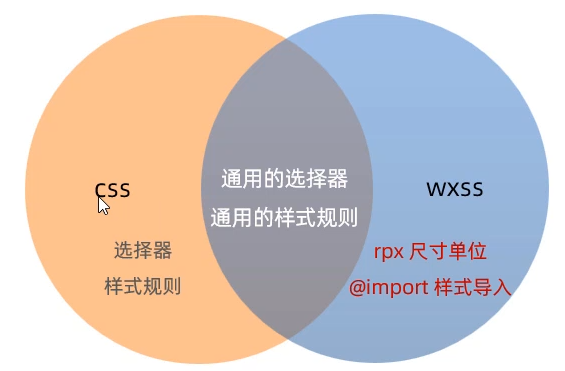 css
选择器
样式规则
通用的选择器
通用的样式规则
wxss
rpx 尺寸单位
@import 样式导入